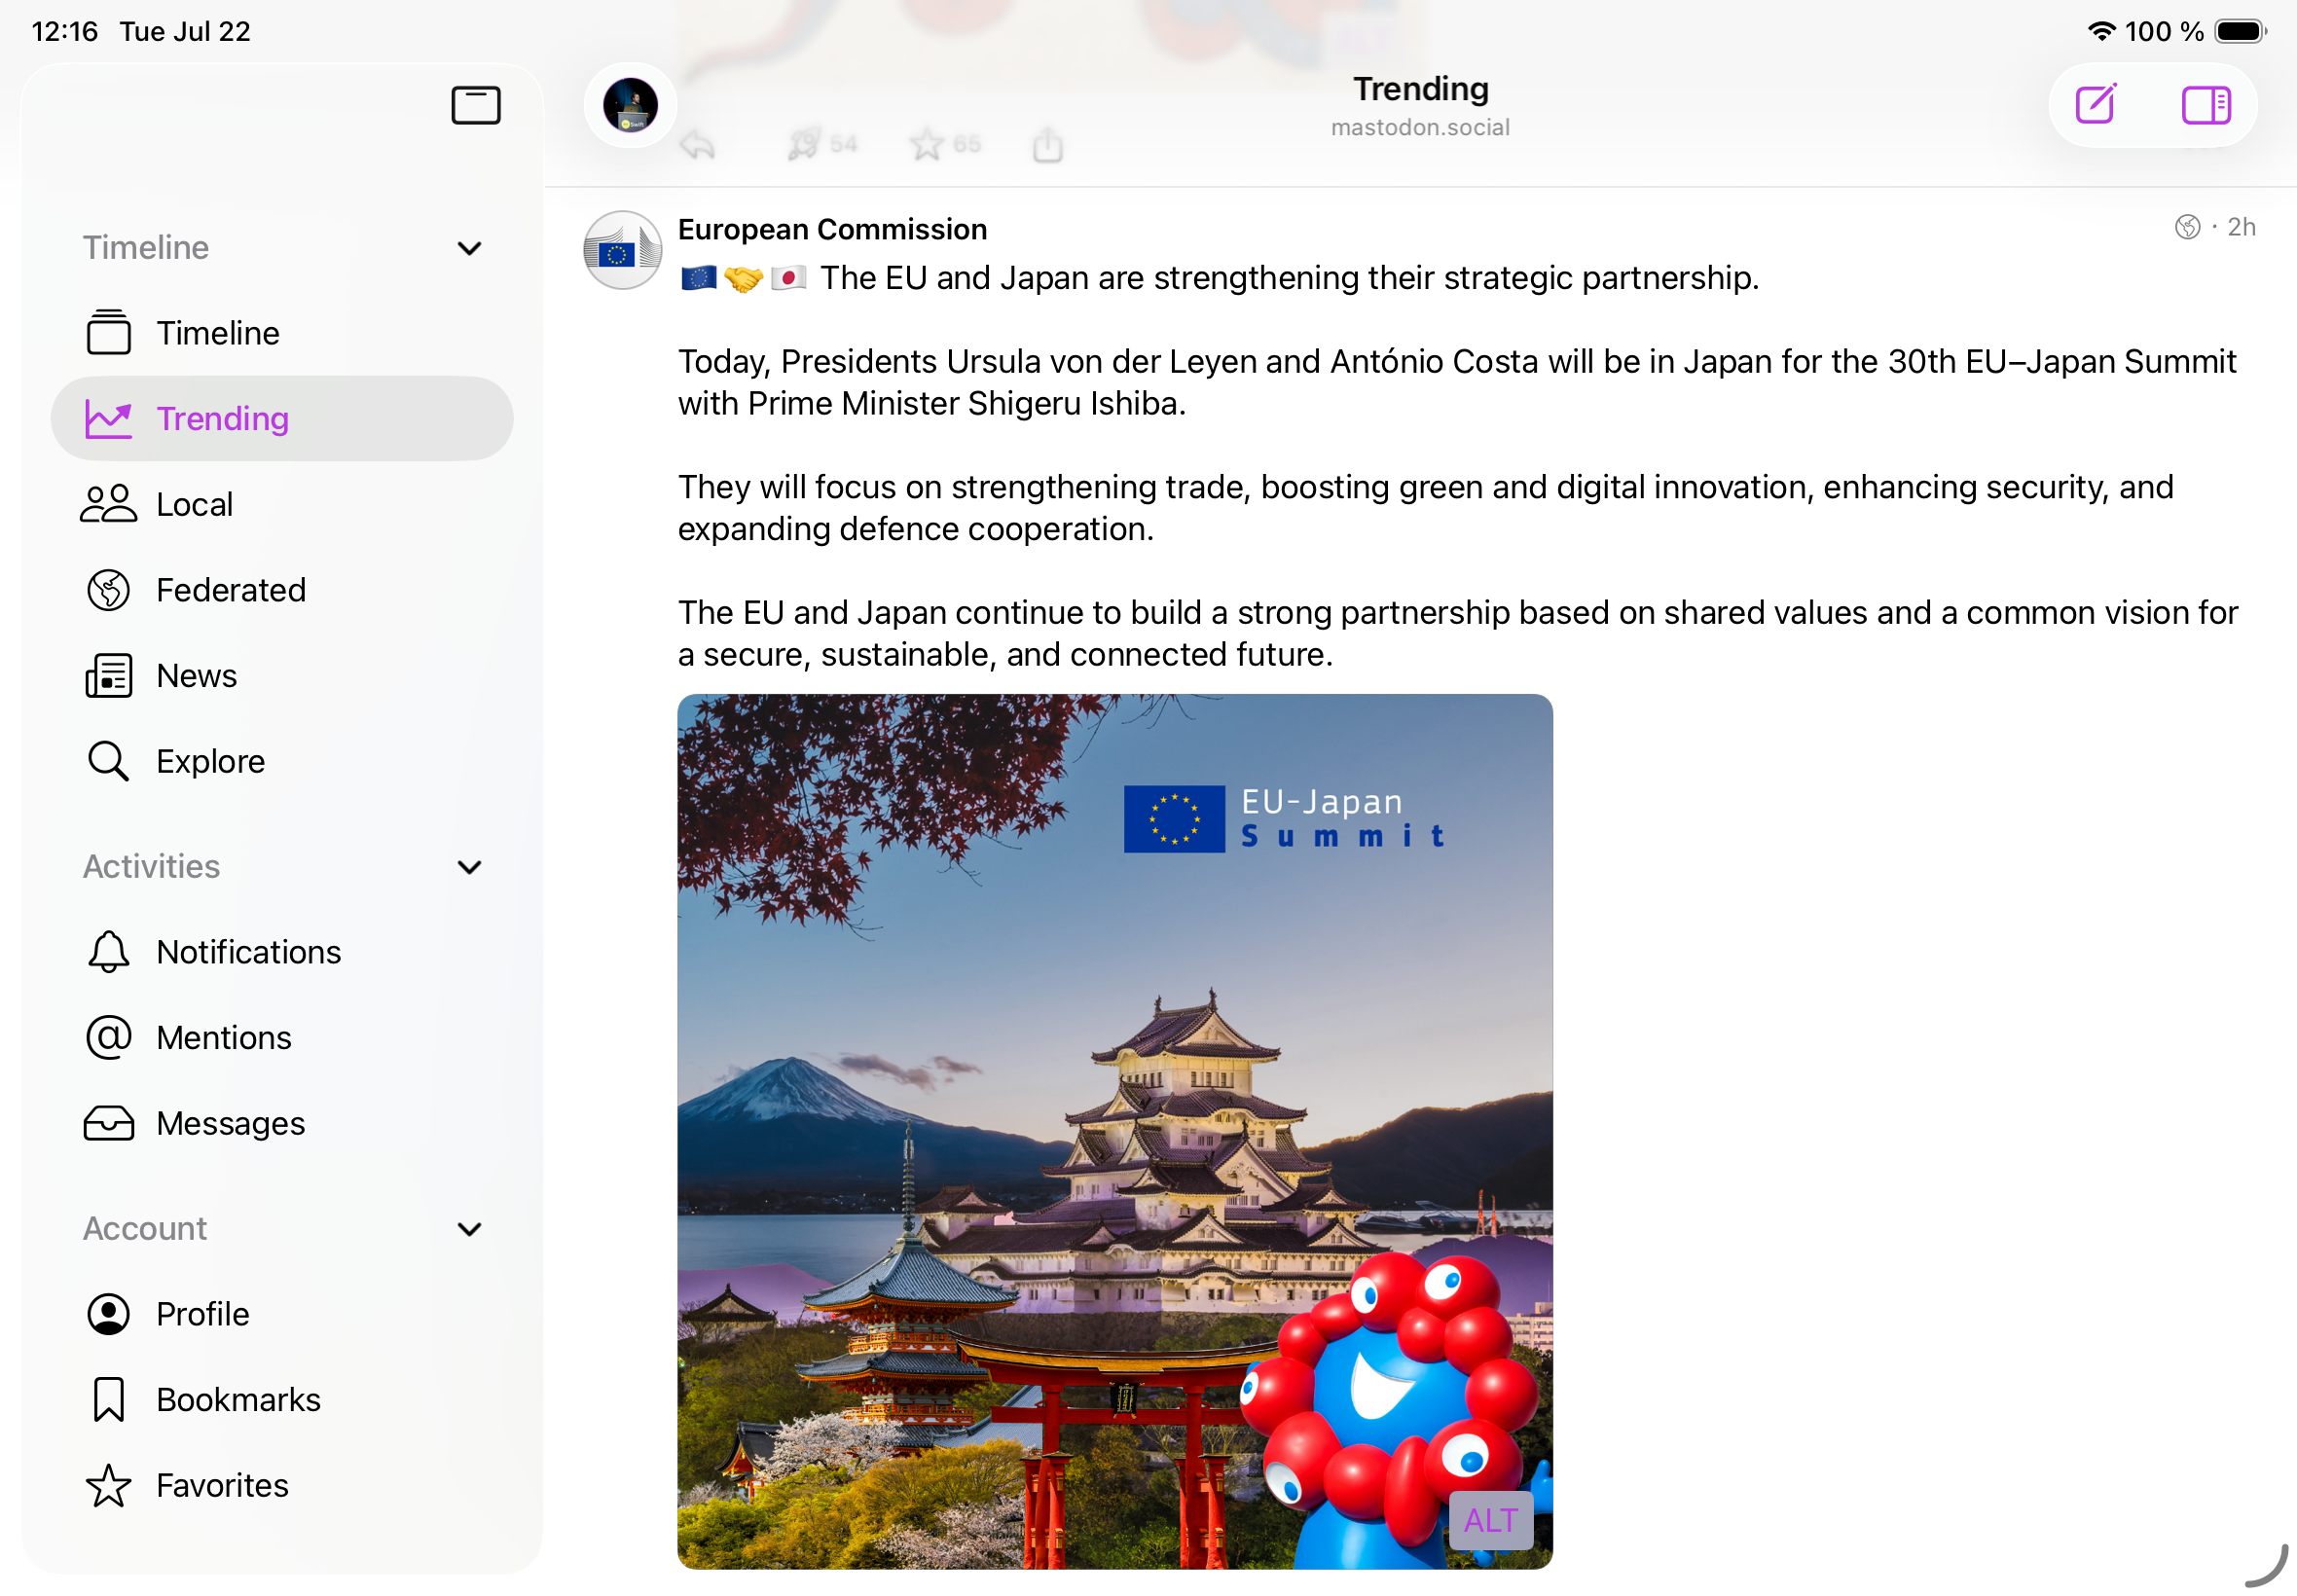 12:16 Tue Jul 22
100 %
Trending
mastodon.social
54 65
Timeline
Timeline
Trending
Local
Federated
News
Explore
Activities
Notifications
Mentions
Messages
Account
Profile
Bookmarks
Favorites
European Commission
· 2h
🇪🇺🤝🇯🇵 The EU and Japan are strengthening their strategic partnership.
Today, Presidents Ursula von der Leyen and António Costa will be in Japan for the 30th EU–Japan Summit
with Prime Minister Shigeru Ishiba.
They will focus on strengthening trade, boosting green and digital innovation, enhancing security, and
expanding defence cooperation.
The EU and Japan continue to build a strong partnership based on shared values and a common vision for
a secure, sustainable, and connected future.
EU-Japan
Summit
ALT